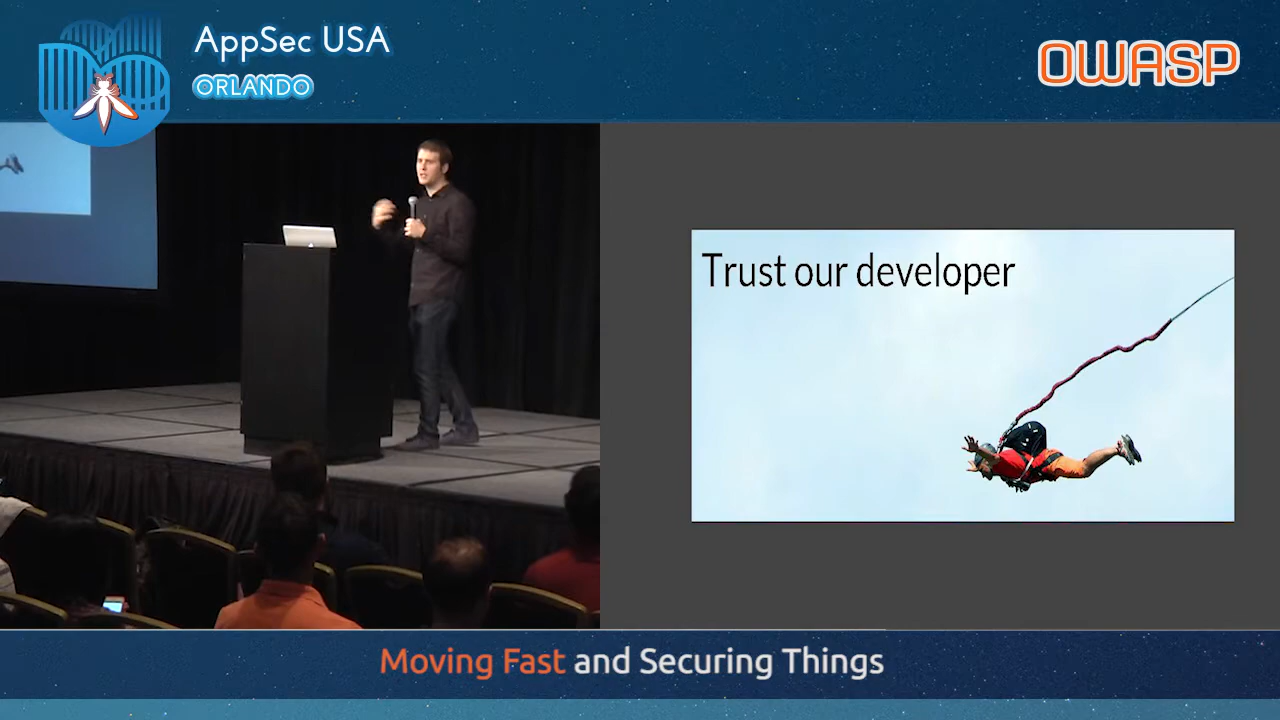 AppSec USA
ORLANDO
OWASP
Trust our developer
Moving Fast and Securing Things